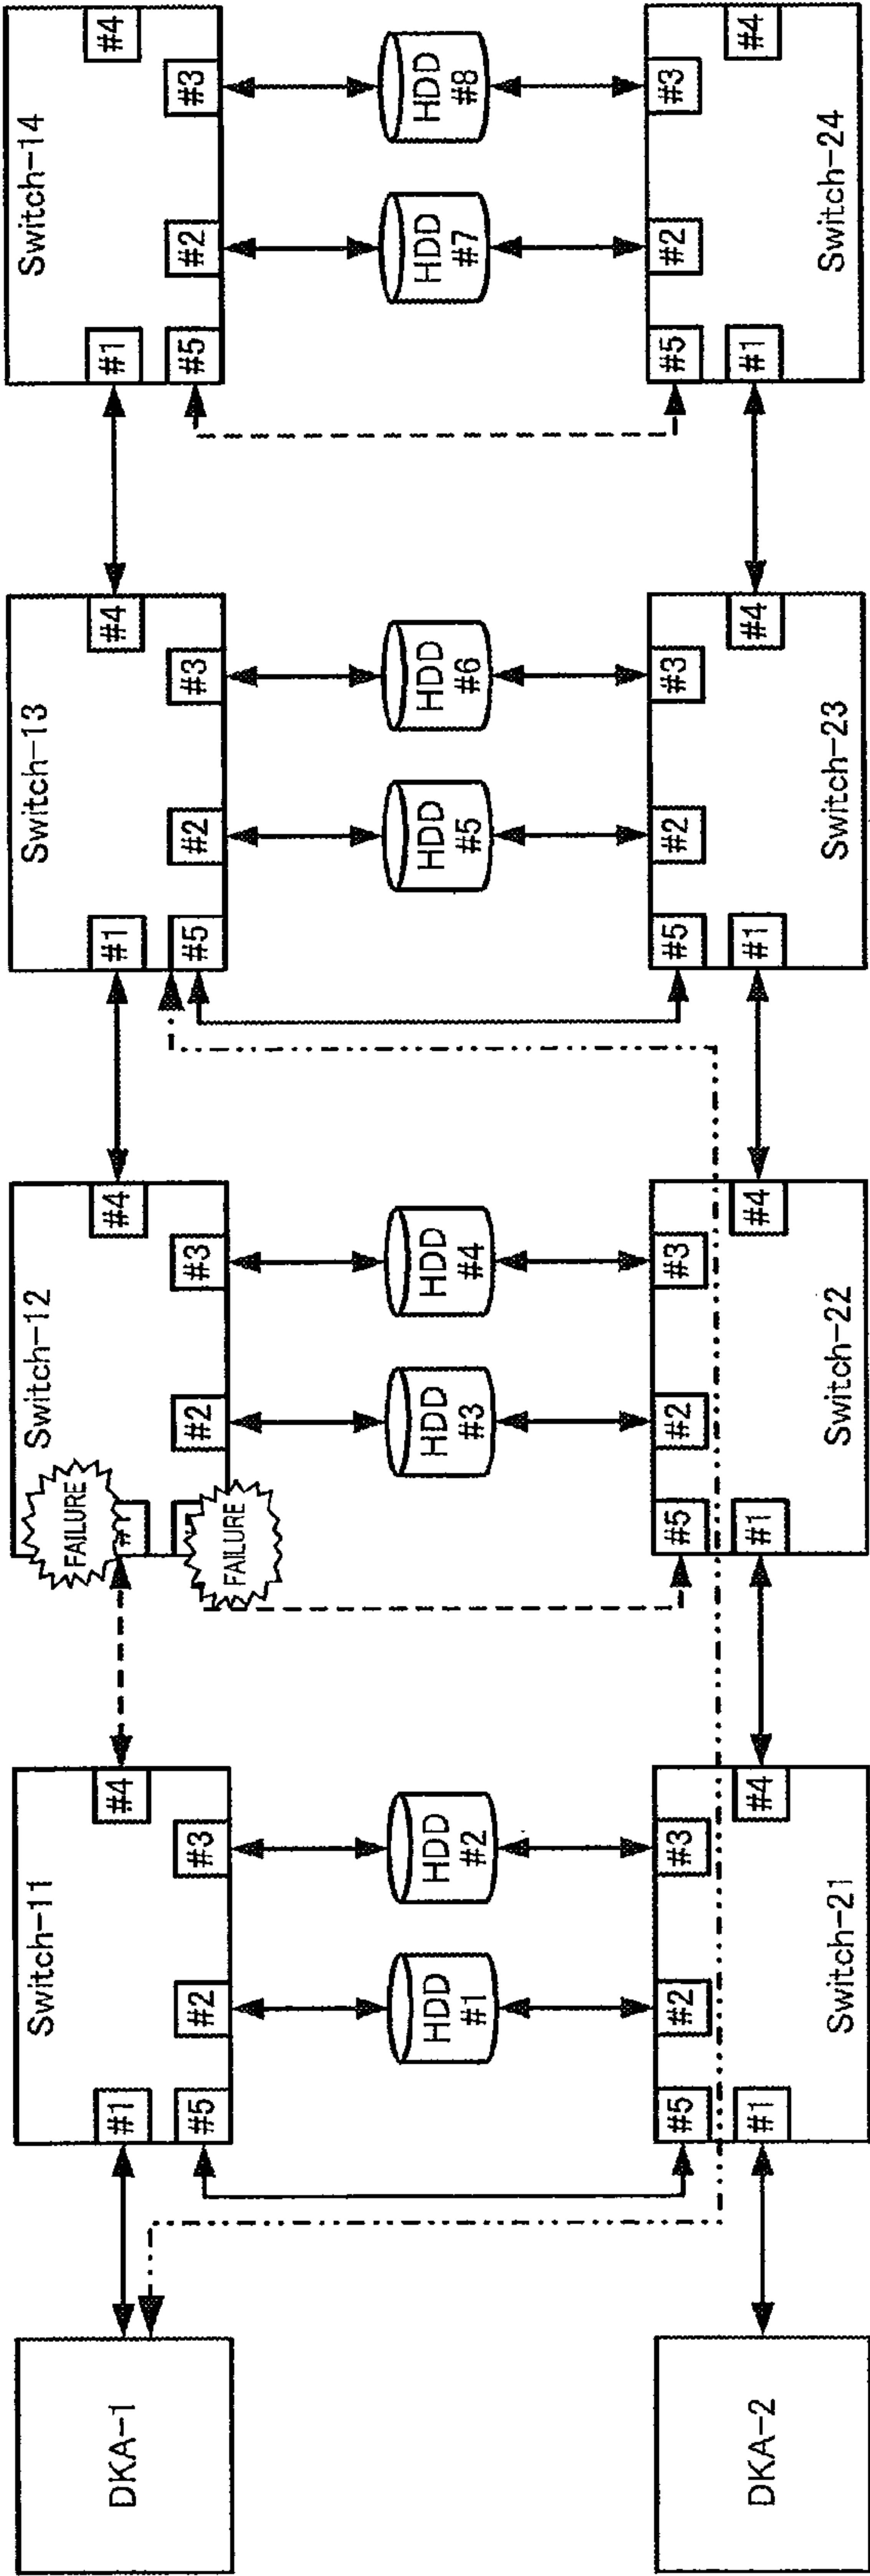 DKA-1
Switch-11
#1
#5
#2
#3
#4
Switch-12
FAILURE
#
FAILURE
#2
#3
#4
Switch-13
#1
#5
#2
#3
#4
Switch-14
#1
#5
#2
#3
#4
HDD
#1
HDD
#2
HDD
#3
HDD
#4
HDD
#5
HDD
#6
HDD
#7
HDD
#8
DKA-2
#5
#1
#2
#3
#4
Switch-21
#5
#1
#2
#3
#4
Switch-22
#5
#1
#2
#3
#4
Switch-23
#5
#1
#2
#3
#4
Switch-24